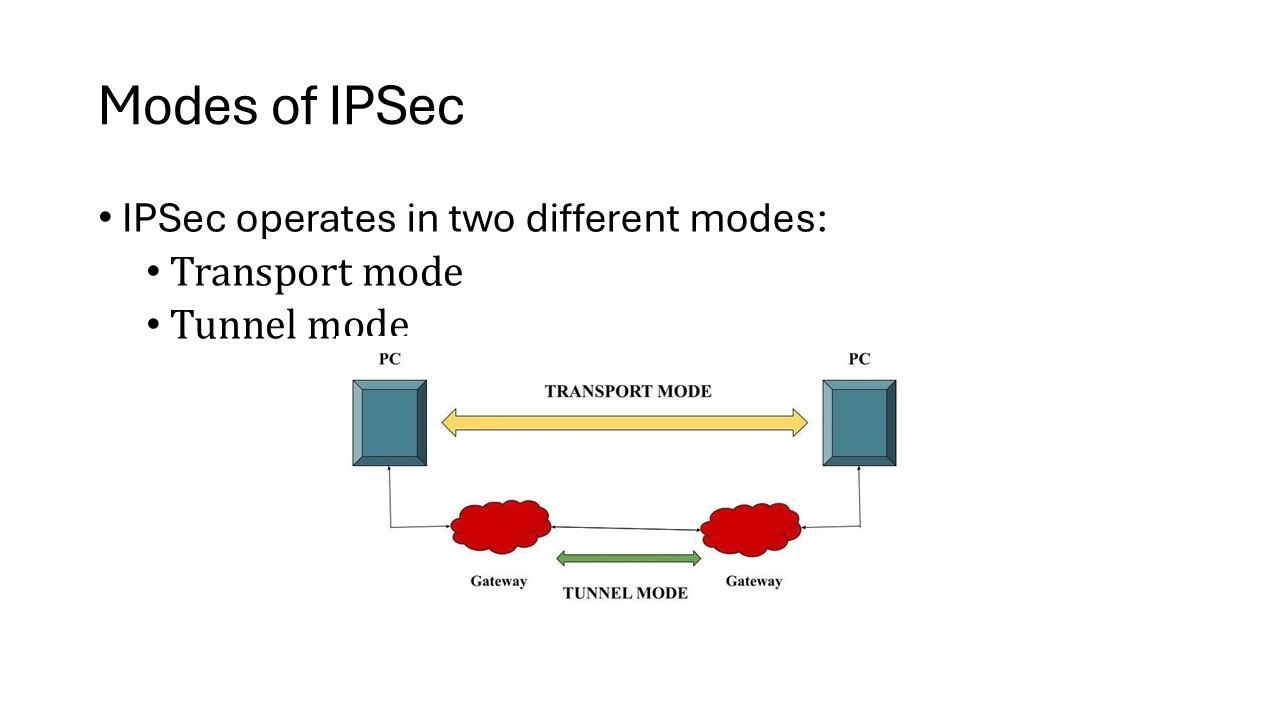 Modes of IPSec
• IPSec operates in two different modes:
• Transport mode
• Tunnel mode
PC
PC
TRANSPORT MODE
Gateway
TUNNEL MODE
Gateway